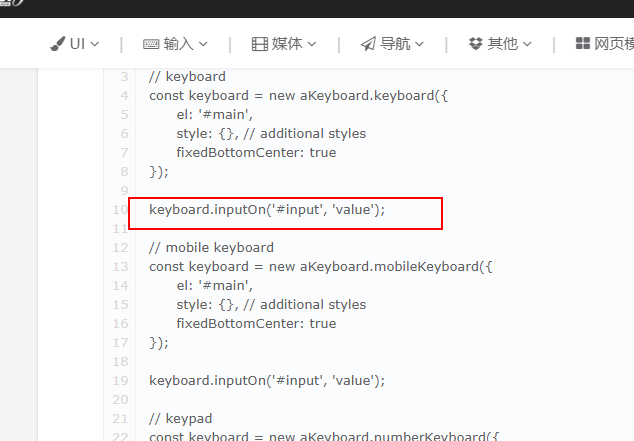 UI | 输入 | 媒体 | 导航 | 其他 | 网页模
3 // keyboard
4 const keyboard = new aKeyboard.keyboard({
5 el: '#main',
6 style: {}, // additional styles
7 fixedBottomCenter: true
8 });
9
10 keyboard.inputOn('#input', 'value');
11
12 // mobile keyboard
13 const keyboard = new aKeyboard.mobileKeyboard({
14 el: '#main',
15 style: {}, // additional styles
16 fixedBottomCenter: true
17 });
18
19 keyboard.inputOn('#input', 'value');
20
21 // keypad
22 const keyboard = new aKeyboard.numberKeyboard({